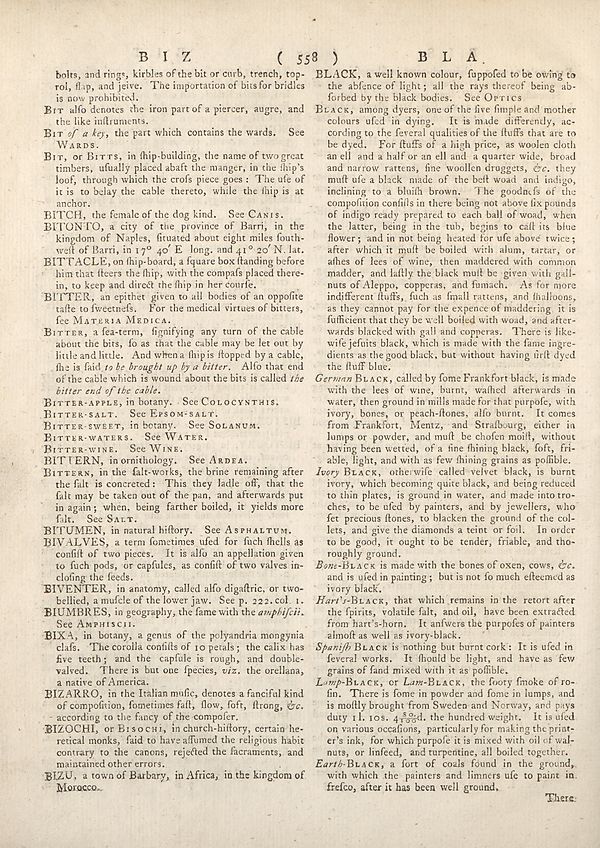 B I Z ( 558 ) B L A
bolts, and rings, kirbles of the bit or curb, trench, top-
rol, flap, and jeive. The importation of bits for bridles
is now prohibited.
BIT alſo denotes the iron part of a piercer, augre, and
the like inſtruments.
BIT of a key, the part which contains the wards. See
WARDS.
BIT, or BITTS, in ſhip-building, the name of two great
timbers, uſually placed abaft the manger, in the ſhip's
loof, through which the croſs piece goes : The uſe of
it is to belay the cable thereto, while the ſhip is at
anchor.
BITCH, the female of the dog kind. See CANIS.
BITONTO, a city of the province of Barri, in the
kingdom of Naples, ſituated about eight miles ſouth-
weſt of Barri, in 17° 40′ E long. and 41° 20′ N. lat.
BITTACLE, on ſhip-board, a ſquare box ſtanding before
him that ſteers the ſhip, with the compaſs placed there-
in, to keep and direct the ſhip in her courſe.
BITTER, an epithet given to all bodies of an oppoſite
taſte to ſweetneſs. For the medical virtues of bitters,
ſee MATERIA MEDICA.
BITTER, a ſea-term, ſignifying any turn of the cable
about the bits, ſo as that the cable may be let out by
little and little. And when a ſhip is ſtopped by a cable,
ſhe is ſaid to be brought up by a bitter. Alſo that end
of the cable which is wound about the bits is called the
bitter end of the cable.
BITTER-APPLES, in botany. See COLOCYNTHIS.
BITTER-SALT. See EPSOM-SALT.
BITTER-SWEET, in botany. See SOLANUM.
BITTER-WATERS. See WATER.
BITTER-WINE. See WINE.
BITTERN, in ornithology. See ARDEA.
BITTERN, in the ſalt-works, the brine remaining after
the ſalt is concreted: This they ladle off, that the
ſalt may be taken out of the pan, and afterwards put
in again ; when, being farther boiled, it yields more
ſalt. See SALT.
BITUMEN, in natural hiſtory. See ASPHALTUM.
BIVALVES, a term ſometimes uſed for ſuch ſhells as
conſiſt of two pieces. It is alſo an appellation given
to ſuch pods, or capſules, as conſiſt of two valves in-
cloſing the ſeeds.
BIVENTER, in anatomy, called alſo digaſtric, or two-
bellied, a muſcle of the lower jaw. See p. 222. col. 1.
BIUMBRES, in geography, the ſame with the amphiſcii.
See AMPHISCII.
BIXA, in botany, a genus of the polyandria mongynia
claſs. The corolla conſiſts of 10 petals ; the calix has
five teeth ; and the capſule is rough, and double-
valved. There is but one ſpecies, viz. the orellana,
a native of America.
BIZARRO, in the Italian muſic, denotes a fanciful kind
of compoſition, ſometimes faſt, ſlow, ſoft, ſtrong, &c.
according to the fancy of the compoſer.
BIZOCHI, or BISOCHI, in church-hiſtory, certain he-
retical monks, ſaid to have aſſumed the religious habit
contrary to the canons, rejected the ſacraments, and
maintained other errors.
BIZU, a town of Barbary, in Africa, in the kingdom of
Morocco.
BLACK, a well known colour, ſuppoſed to be owing to
the abſence of light ; all the rays thereof being ab-
ſorbed by the black bodies. See OPTICS
BLACK, among dyers, one of the five ſimple and mother
colours uſed in dying. It is made differently, ac-
cording to the ſeveral qualities of the ſtuffs that are to
be dyed. For ſtuffs of a high price, as woolen cloth
an ell and a half or an ell and a quarter wide, broad
and narrow rattens, fine woollen druggets, &c. they
muſt uſe a black made of the beſt woad and indigo,
inclining to a bluiſh brown. The goodneſs of the
compoſition conſiſts in there being not above ſix pounds
of indigo ready prepared to each ball of woad, when
the latter, being in the tub, begins to caſt its blue
flower ; and in not being heated for uſe above twice ;
after which it muſt be boiled with alum, tartar, or
aſhes of lees of wine, then maddered with common
madder, and laſtly the black muſt be given with gall-
nuts of Aleppo, copperas, and ſumach. As for more
indifferent ſtuffs, ſuch as ſmall rattens, and ſhalloons,
as they cannot pay for the expence of maddering it is
ſufficient that they be well boiled with woad, and after-
wards blacked with gall and copperas. There is like-
wiſe jeſuits black, which is made with the ſame ingre-
dients as the good black, but without having firſt dyed
the ſtuff blue.
German BLACK, called by ſome Frankfort black, is made
with the lees of wine, burnt, waſhed afterwards in
water, then ground in mills made for that purpoſe, with
ivory, bones, or peach-ſtones, alſo burnt. It comes
from Frankfort, Mentz, and Straſbourg, either in
lumps or powder, and muſt be choſen moiſt, without
having been wetted, of a fine ſhining black, ſoft, fri-
able, light, and with as few ſhining grains as poſſible.
Ivory BLACK, otherwiſe called velvet black, is burnt
ivory, which becoming quite black, and being reduced
to thin plates, is ground in water, and made into tro-
ches, to be uſed by painters, and by jewellers, who
ſet precious ſtones, to blacken the ground of the col-
lets, and give the diamonds a teint or foil. In order
to be good, it ought to be tender, friable, and tho-
roughly ground.
Bone-BLACK is made with the bones of oxen, cows, &c.
and is uſed in painting ; but is not ſo much eſteemed as
ivory black.
Hart's-BLACK, that which remains in the retort after
the ſpirits, volatile ſalt, and oil, have been extracted
from hart's-horn. It anſwers the purpoſes of painters
almoſt as well as ivory-black.
Spaniſh BLACK is nothing but burnt cork : It is uſed in
ſeveral works. It ſhould be light, and have as few
grains of ſand mixed with it as poſſible.
Lamp-BLACK, or Lam-BLACK, the ſooty ſmoke of ro-
ſin. There is ſome in powder and ſome in lumps, and
is moſtly brought from Sweden and Norway, and pays
duty 1 l. 10s. d. the hundred weight. It is uſed
on various occaſions, particularly for making the print-
er's ink, for which purpoſe it is mixed with oil of wal-
nuts, or linſeed, and turpentine, all boiled together.
Earth-BLACK, a ſort of coals found in the ground,
with which the painters and limners uſe to paint in
freſco, after it has been well ground.
There